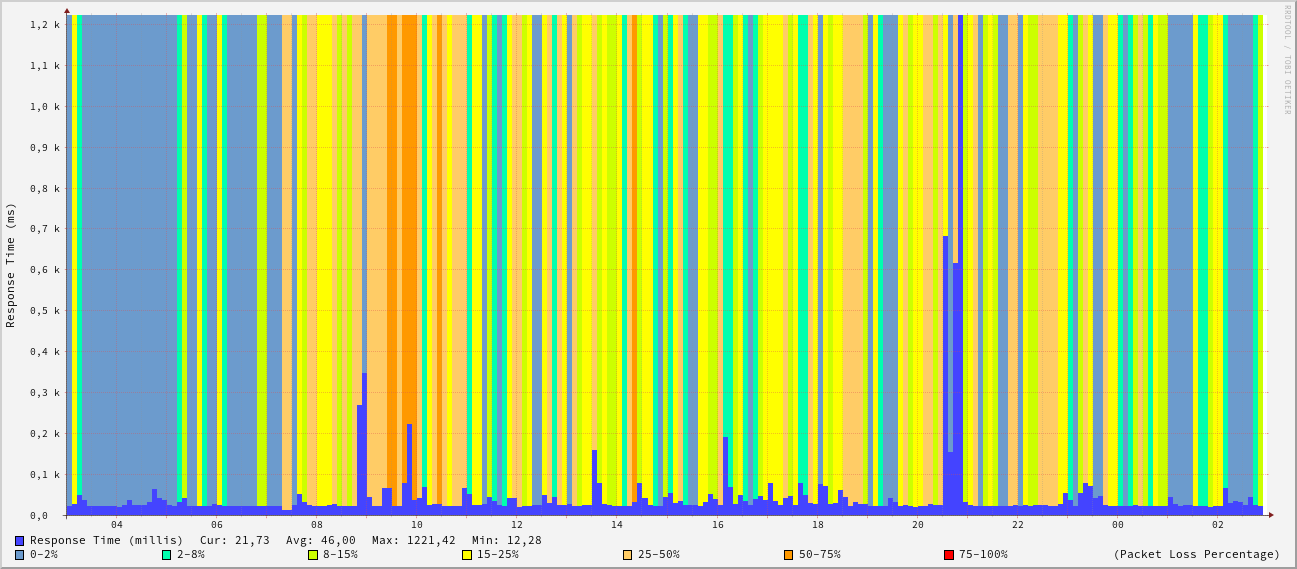 RRDTOOL / TOBI OETIKER
Response Time (ms)
1,2 k
1,1 k
1,0 k
0,9 k
0,8 k
0,7 k
0,6 k
0,5 k
0,4 k
0,3 k
0,2 k
0,1 k
0,0
04 06 08 10 12 14 16 18 20 22 00 02
Response Time (millis) Cur: 21,73 Avg: 46,00 Max: 1221,42 Min: 12,28
0-2% 2-8% 8-15% 15-25% 25-50% 50-75% 75-100% (Packet Loss Percentage)